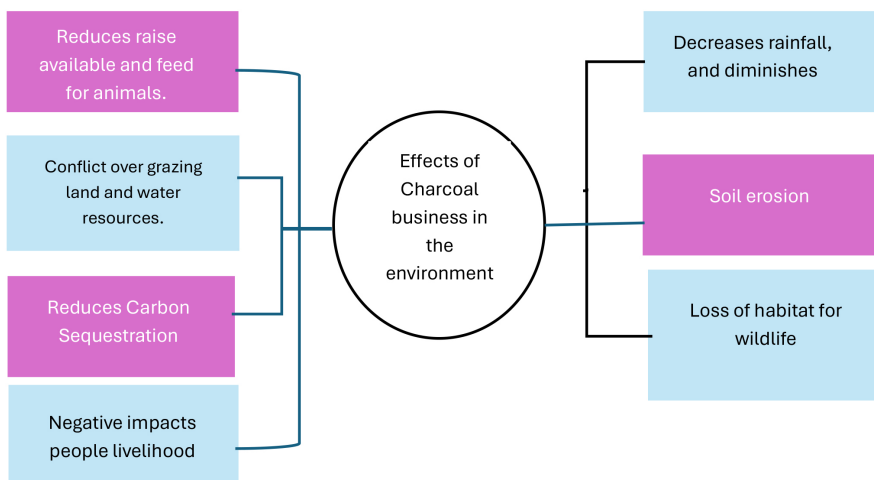 Reduces raise
available and feed
for animals.
Conflict over grazing
land and water
resources.
Reduces Carbon
Sequestration
Negative impacts
people livelihood
Effects of
Charcoal
business in
the
environment
Decreases rainfall,
and diminishes
Soil erosion
Loss of habitat for
wildlife